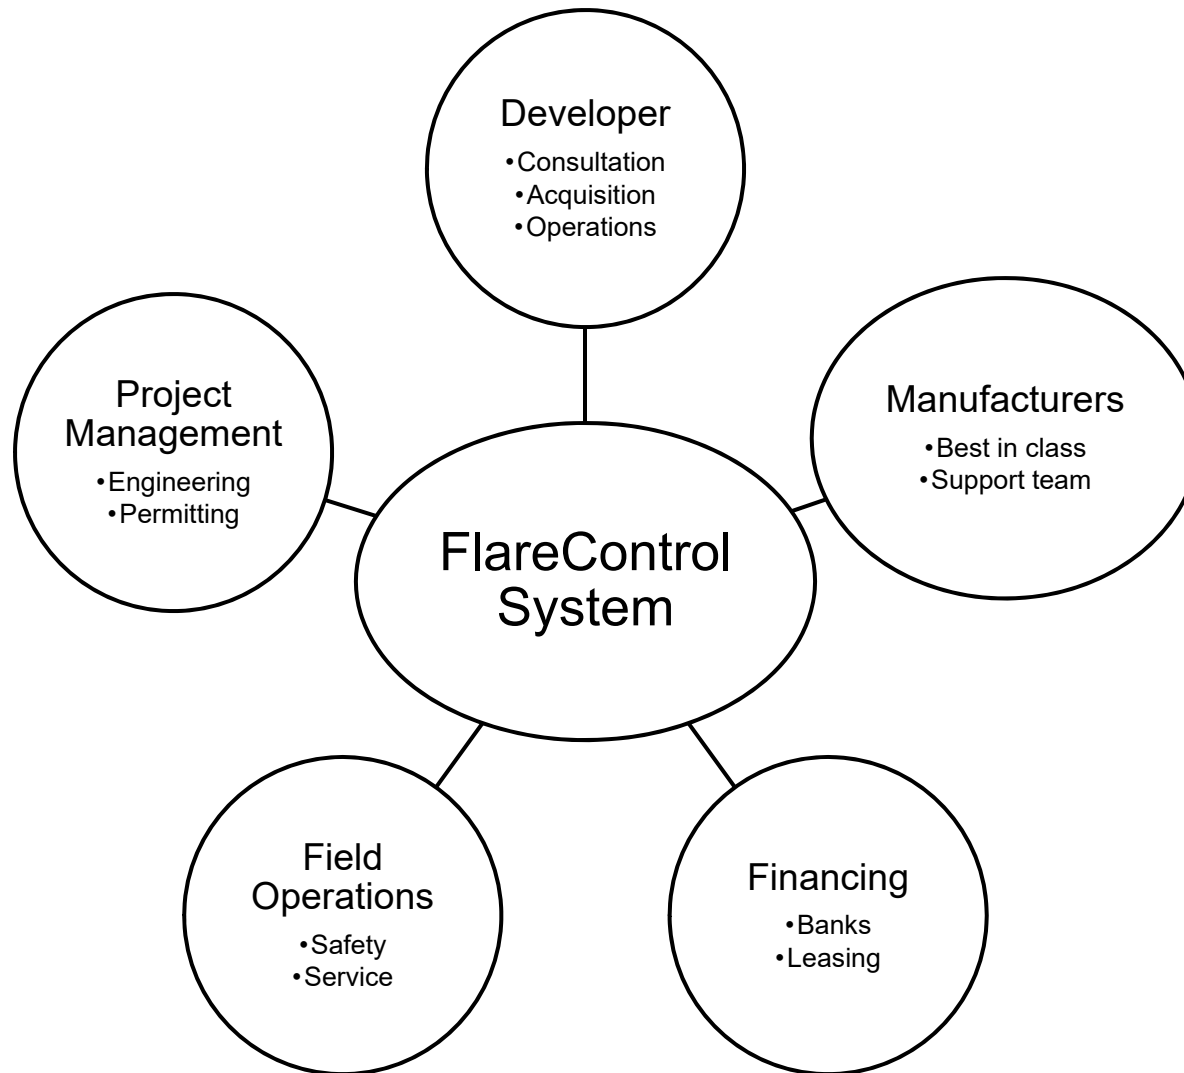 Developer
•Consultation
•Acquisition
•Operations
Manufacturers
•Best in class
•Support team
Project
Management
•Engineering
•Permitting
FlareControl
System
Field
Operations
•Safety
•Service
Financing
•Banks
•Leasing